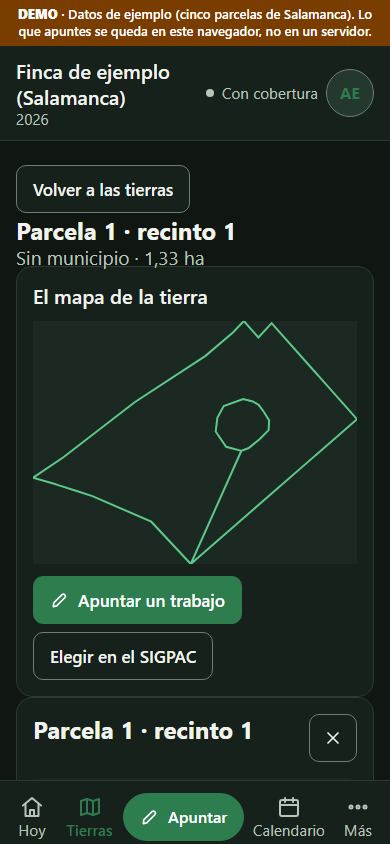 DEMO · Datos de ejemplo (cinco parcelas de Salamanca). Lo
que apuntes se queda en este navegador, no en un servidor.
Finca de ejemplo
(Salamanca)
2026
Con cobertura
AE
Volver a las tierras
Parcela 1 · recinto 1
Sin municipio · 1,33 ha
El mapa de la tierra
Apuntar un trabajo
Elegir en el SIGPAC
Parcela 1 · recinto 1
Hoy
Tierras
Apuntar
Calendario
Más